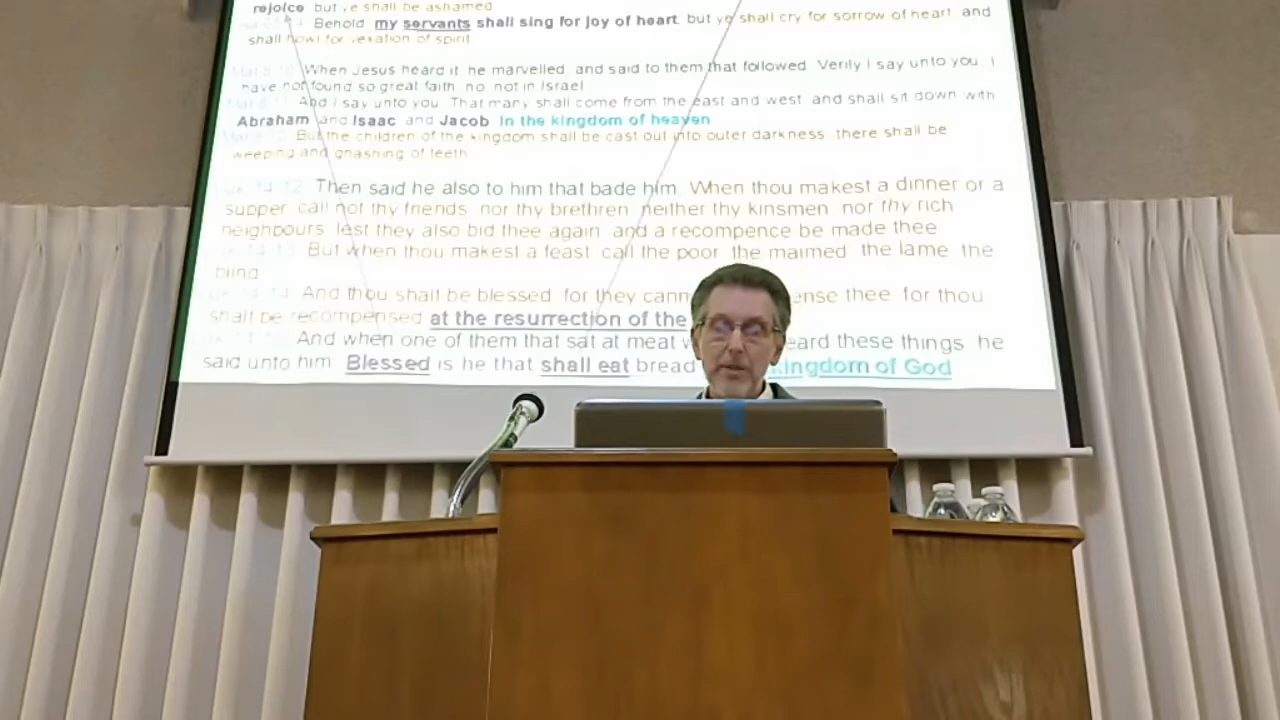 rejoice but ye shall be ashamed
Behold my servants shall sing for joy of heart but ye shall cry for sorrow of heart and
shall howl for vexation of spirit
When Jesus heard it he marvelled and said to them that followed Verily I say unto you I
have not found so great faith no not in Israel
And I say unto you That many shall come from the east and west and shall sit down with
Abraham and Isaac and Jacob In the kingdom of heaven
But the children of the kingdom shall be cast out into outer darkness there shall be
weeping and gnashing of teeth
14 12 Then said he also to him that bade him When thou makest a dinner or a
supper call not thy friends nor thy brethren neither thy kinsmen nor thy rich
neighbours lest they also bid thee again and a recompence be made thee
But when thou makest a feast call the poor the maimed the lame the
blind
And thou shall be blessed for they cann ense thee for thou
shall be recompensed at the resurrection of the
And when one of them that sat at meat eard these things he
said unto him Blessed is he that shall eat bread kingdom of God